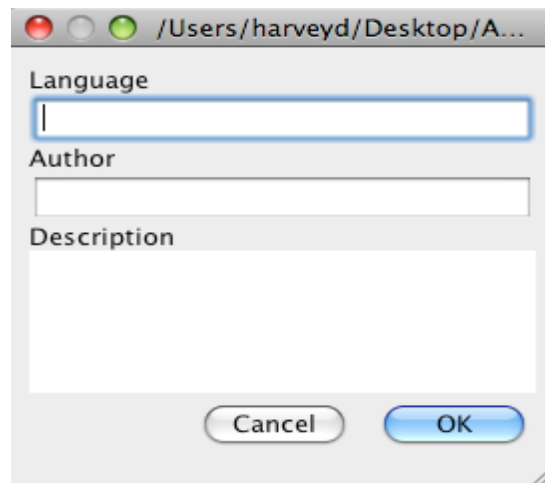 /Users/harveyd/Desktop/A...
Language
Author
Description
Cancel
OK